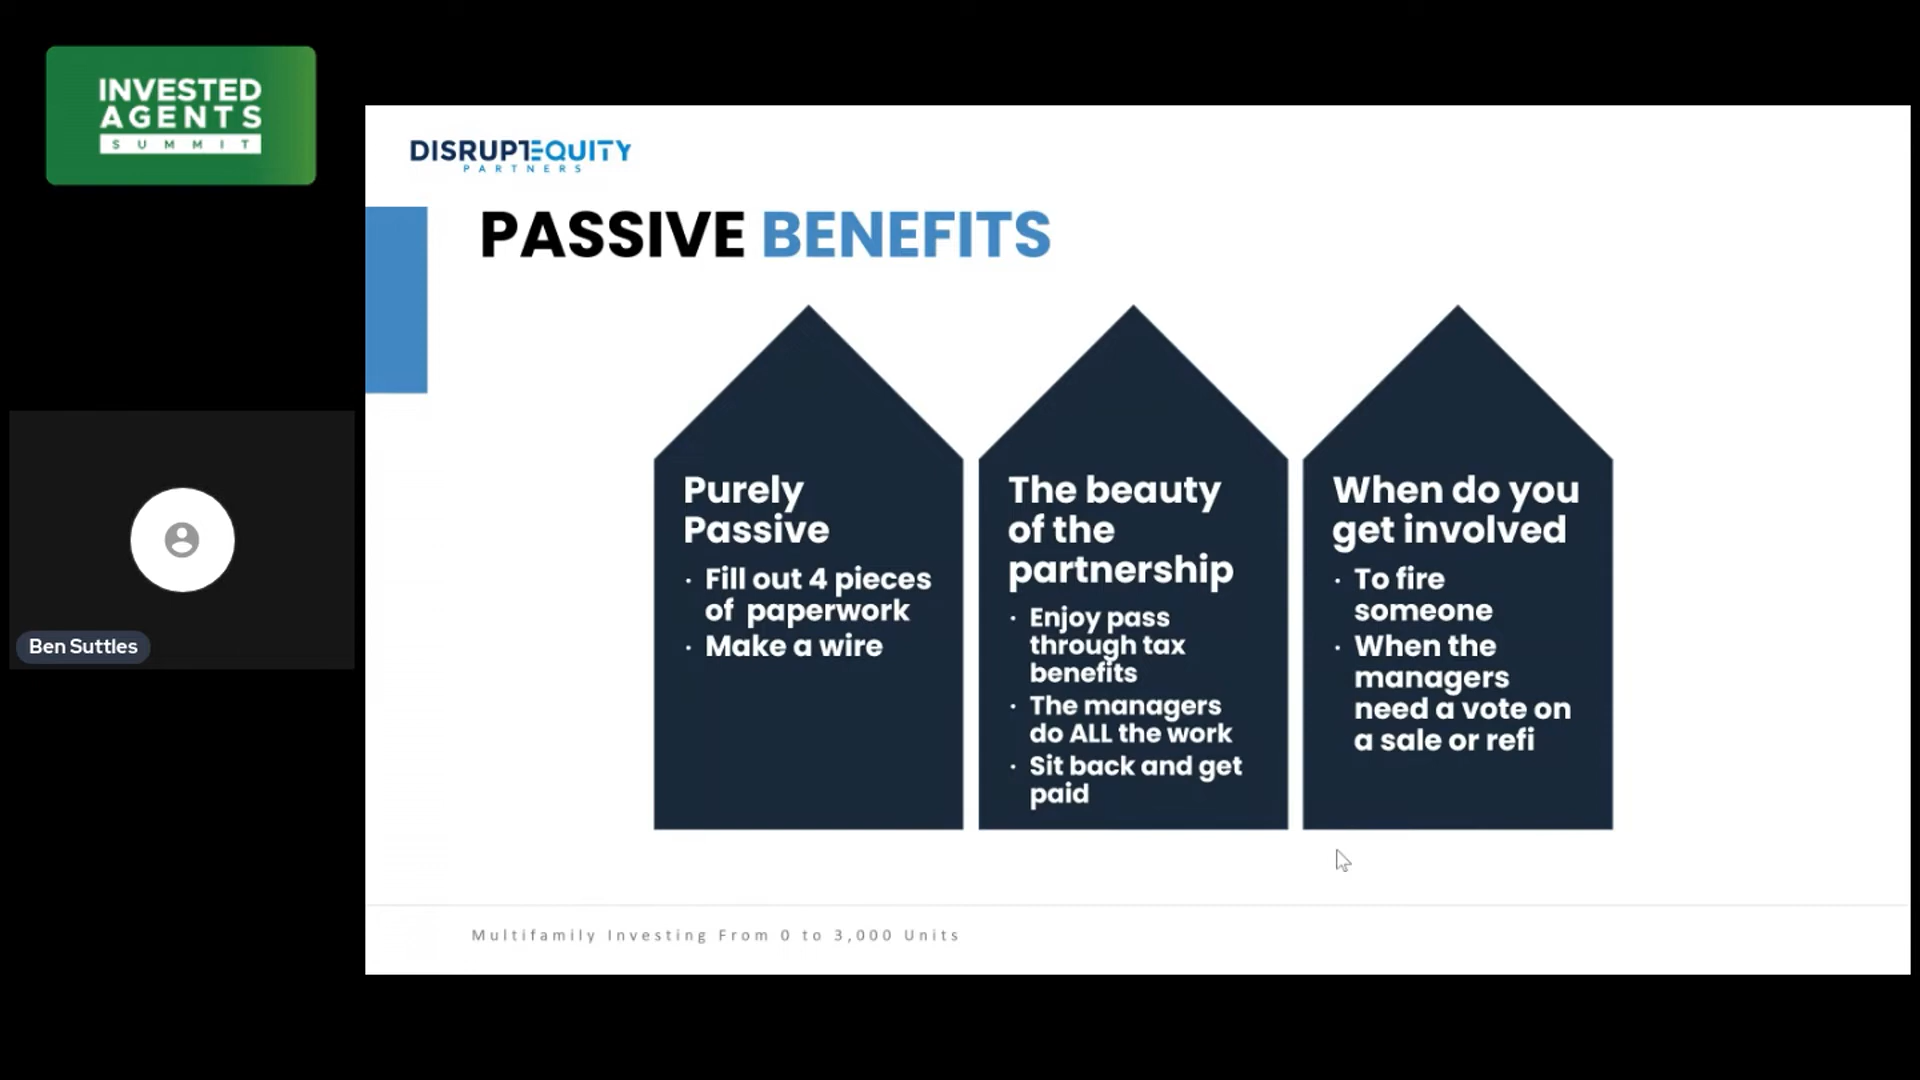 INVESTED
AGENTS
SUMMIT
DISRUPTEQUITY
PARTNERS
PASSIVE BENEFITS
Purely
Passive
· Fill out 4 pieces
of paperwork
· Make a wire
The beauty
of the
partnership
· Enjoy pass
through tax
benefits
· The managers
do ALL the work
· Sit back and get
paid
When do you
get involved
· To fire
someone
· When the
managers
need a vote on
a sale or refi
Ben Suttles
Multifamily Investing From 0 to 3,000 Units